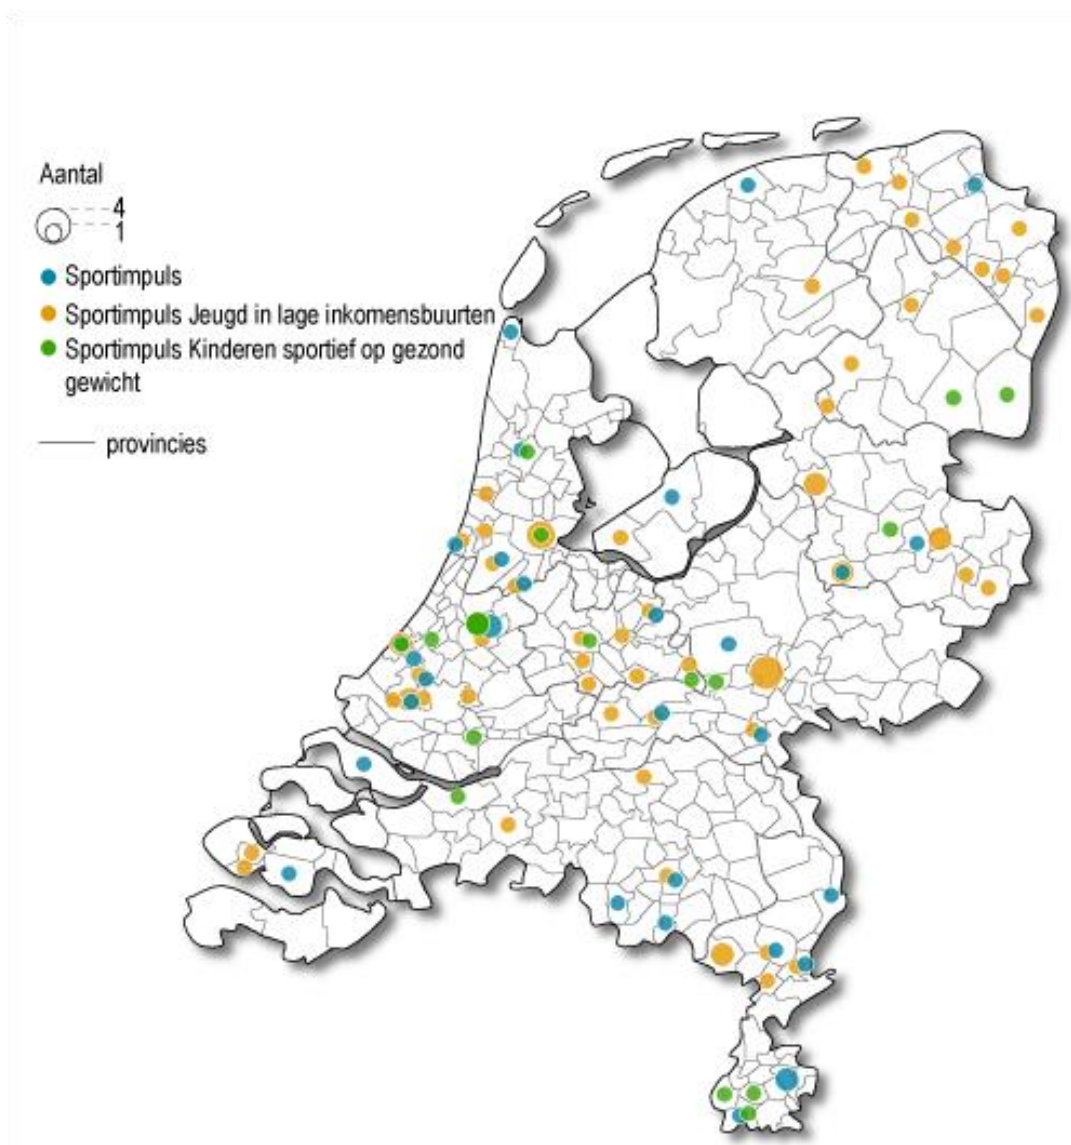 Aantal
4
1
Sportimpuls
Sportimpuls Jeugd in lage inkomensbuurten
Sportimpuls Kinderen sportief op gezond
gewicht
provincies